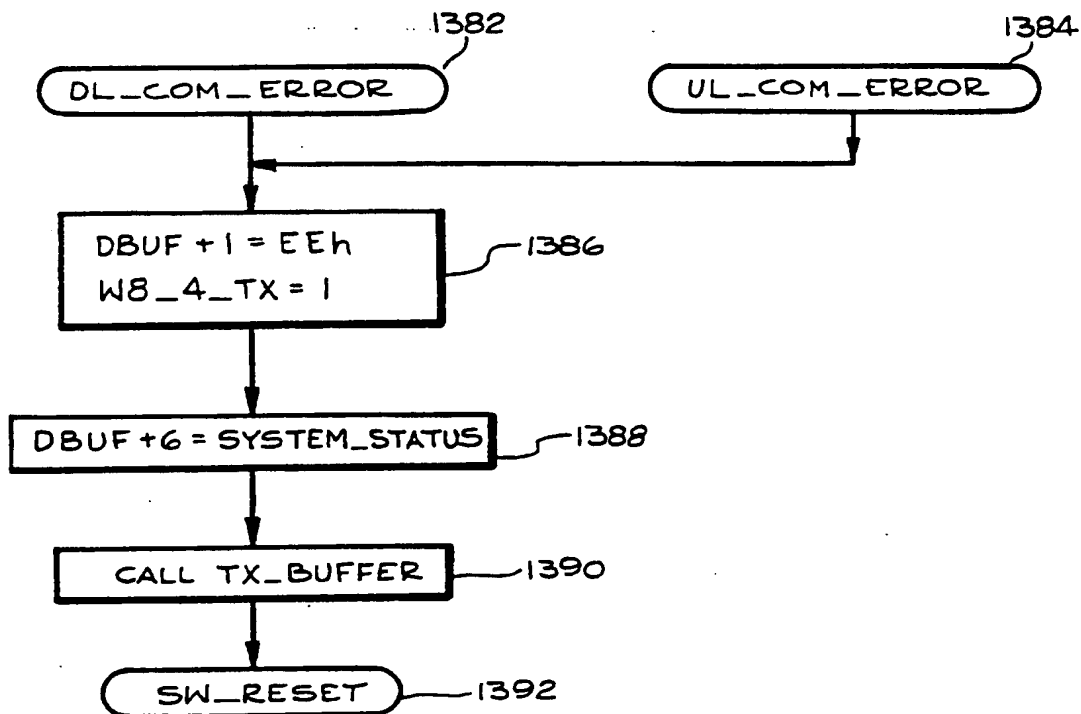 1382
1384
DL_COM_ERROR
UL_COM_ERROR
DBUF+1 = EEh
W8_4_TX = 1
1386
DBUF+6 = SYSTEM_STATUS
1388
CALL TX_BUFFER
1390
SW_RESET
1392